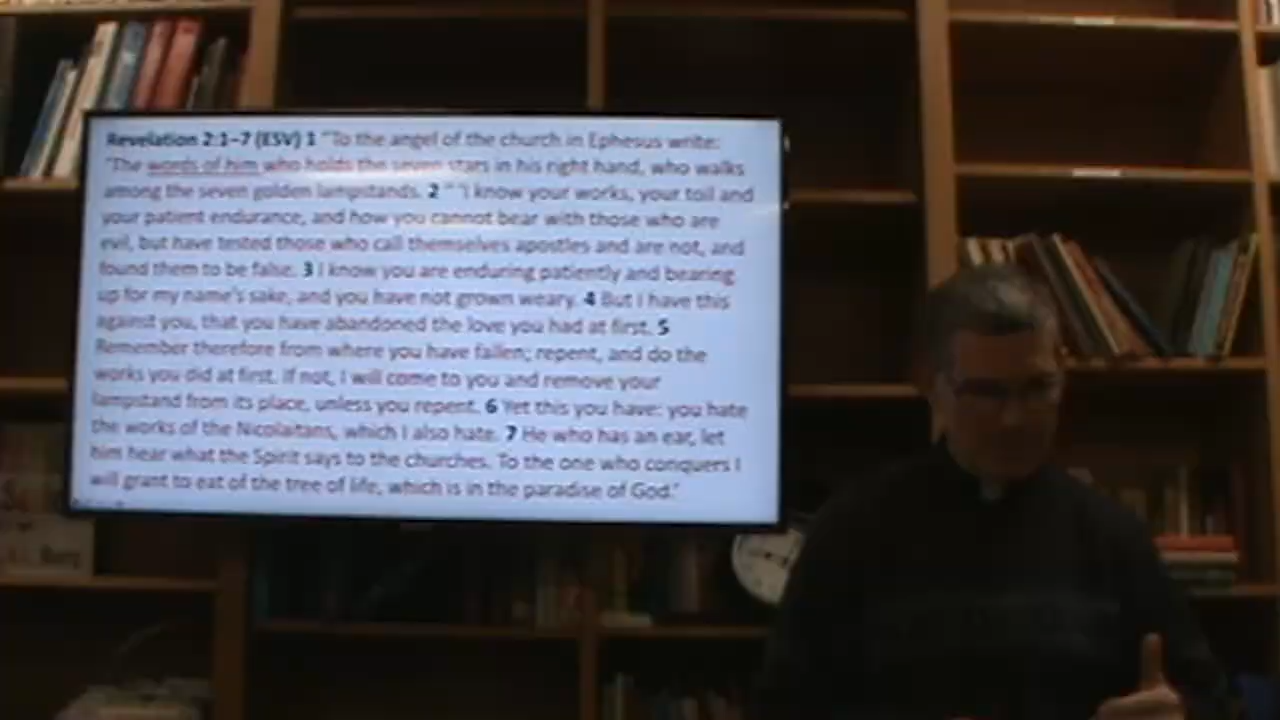 Revelation 2:1–7 (ESV) 1 "To the angel of the church in Ephesus write:
'The words of him who holds the seven stars in his right hand, who walks
among the seven golden lampstands. 2 " 'I know your works, your toil and
your patient endurance, and how you cannot bear with those who are
evil, but have tested those who call themselves apostles and are not, and
found them to be false. 3 I know you are enduring patiently and bearing
up for my name's sake, and you have not grown weary. 4 But I have this
against you, that you have abandoned the love you had at first. 5
Remember therefore from where you have fallen; repent, and do the
works you did at first. If not, I will come to you and remove your
lampstand from its place, unless you repent. 6 Yet this you have: you hate
the works of the Nicolaitans, which I also hate. 7 He who has an ear, let
him hear what the Spirit says to the churches. To the one who conquers I
will grant to eat of the tree of life, which is in the paradise of God.'